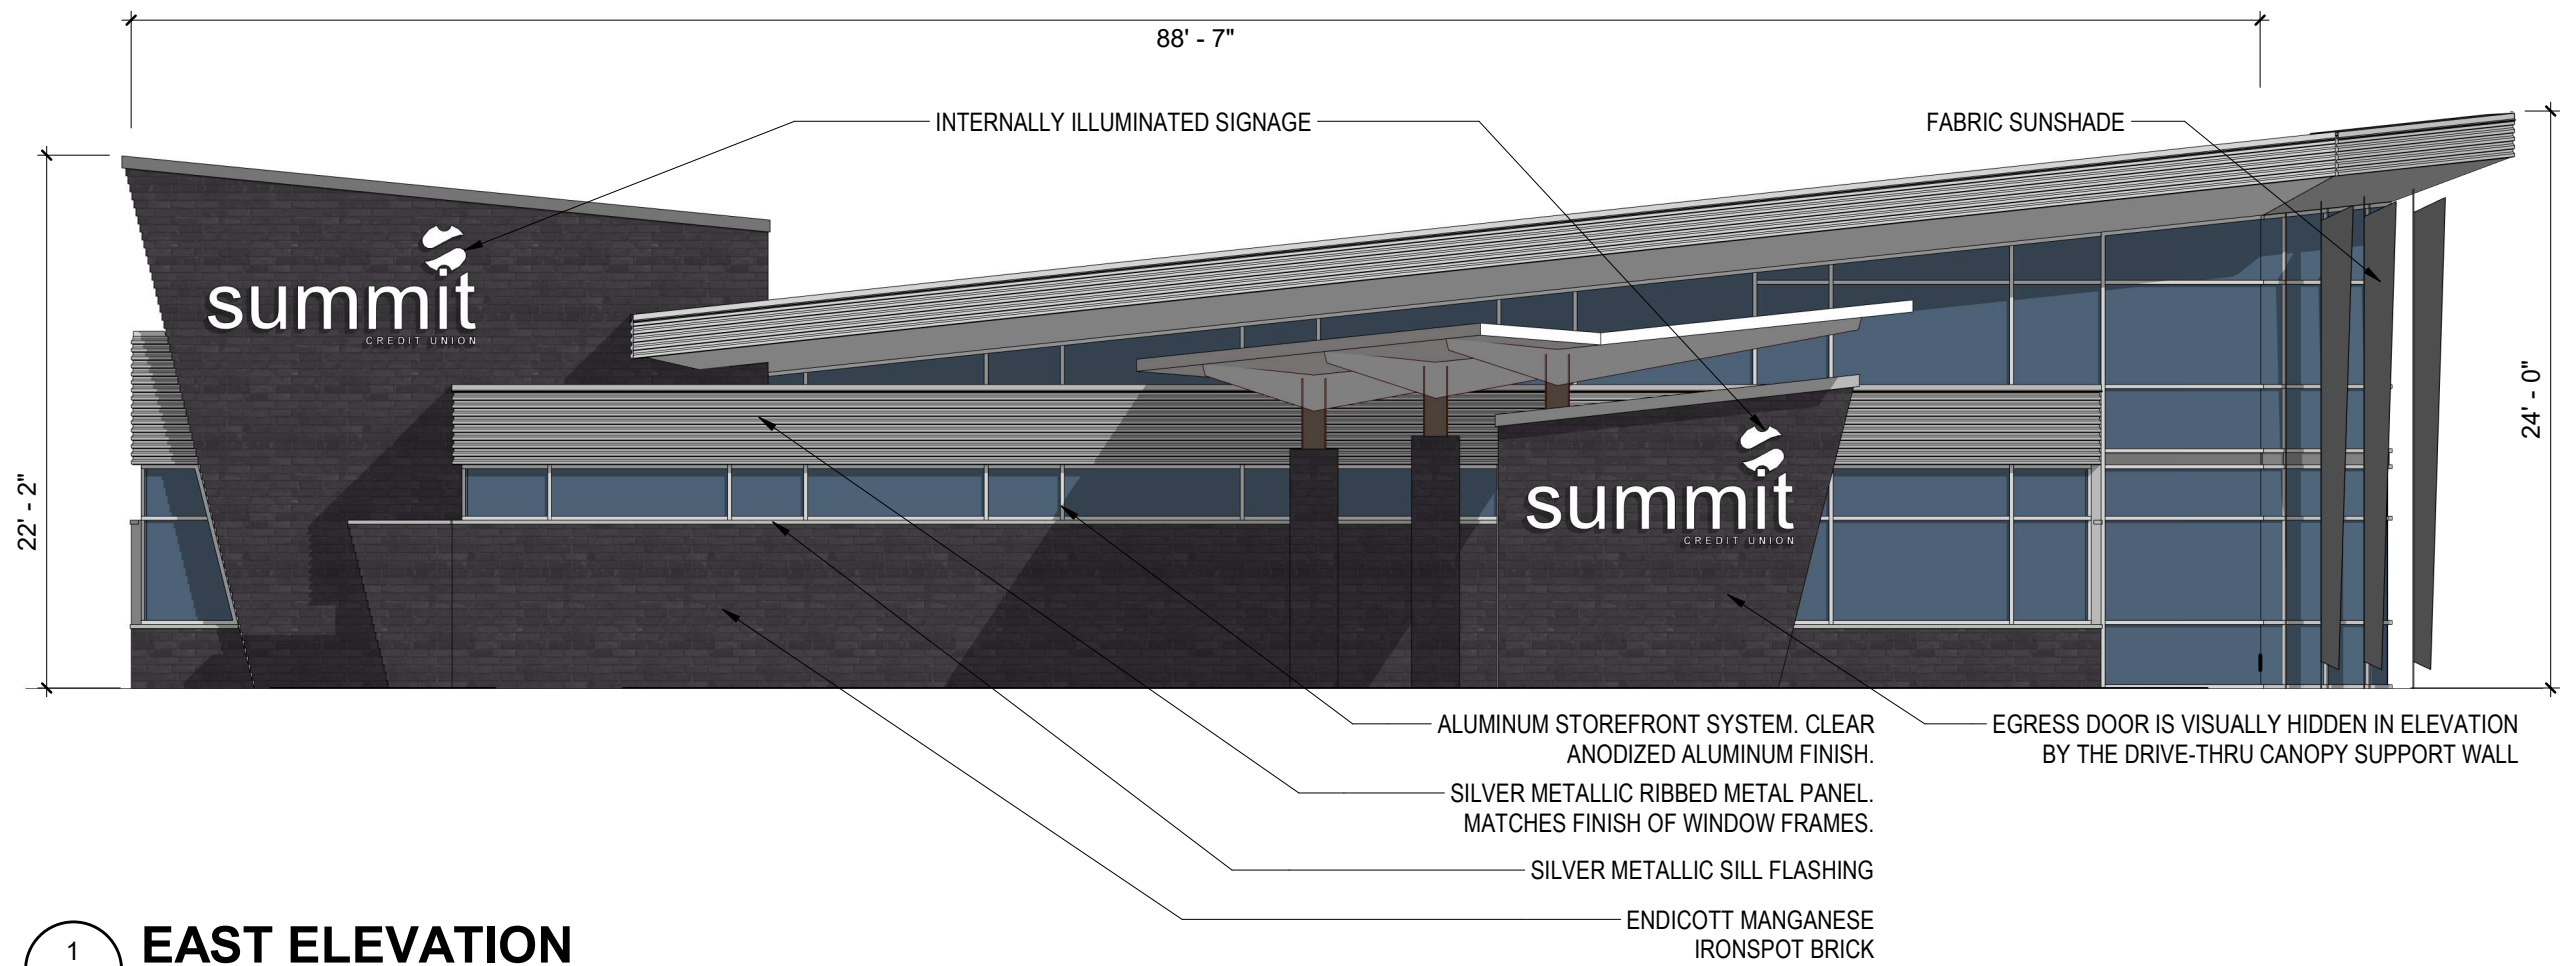 88' - 7"
INTERNALLY ILLUMINATED SIGNAGE
FABRIC SUNSHADE
summit
CREDIT UNION
22' - 2"
24' - 0"
summit
CREDIT UNION
ALUMINUM STOREFRONT SYSTEM. CLEAR
ANODIZED ALUMINUM FINISH.
EGRESS DOOR IS VISUALLY HIDDEN IN ELEVATION
BY THE DRIVE-THRU CANOPY SUPPORT WALL
SILVER METALLIC RIBBED METAL PANEL.
MATCHES FINISH OF WINDOW FRAMES.
SILVER METALLIC SILL FLASHING
ENDICOTT MANGANESE
IRONSPOT BRICK
1
EAST ELEVATION